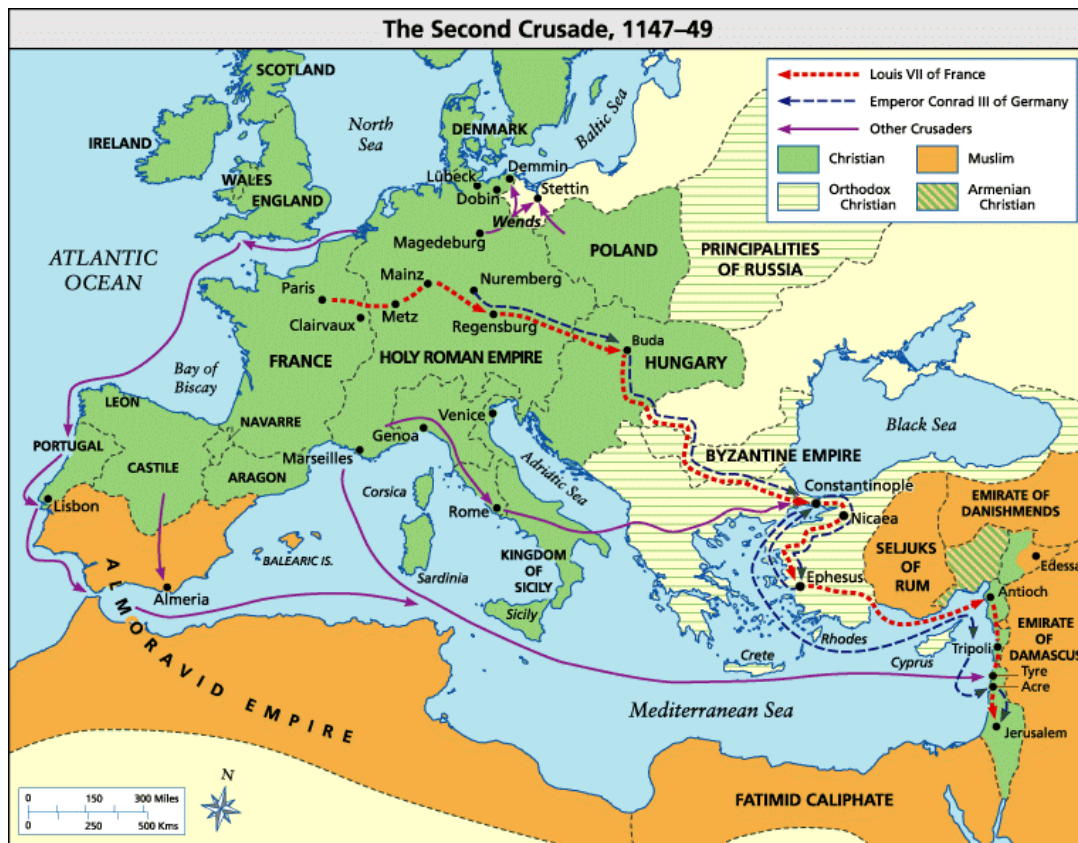 The Second Crusade, 1147–49
Louis VII of France
Emperor Conrad III of Germany
Other Crusaders
Christian
Muslim
Orthodox
Christian
Armenian
Christian
SCOTLAND
IRELAND
North
Sea
DENMARK
Baltic Sea
WALES
ENGLAND
Lübeck
Demmin
Dobin
Stettin
Wends
Magedeburg
ATLANTIC
OCEAN
POLAND
PRINCIPALITIES
OF RUSSIA
Paris
Mainz
Nuremberg
Clairvaux
Metz
Regensburg
Buda
FRANCE
HOLY ROMAN EMPIRE
HUNGARY
Bay of
Biscay
LEON
NAVARRE
Venice
Genoa
PORTUGAL
CASTILE
ARAGON
Marseilles
Adriatic Sea
Black Sea
BYZANTINE EMPIRE
Corsica
Lisbon
Rome
Constantinople
Nicaea
EMIRATE OF
DANISHMENDS
BALEARIC IS.
Sardinia
KINGDOM
OF
SICILY
SELJUKS
OF
RUM
Edessa
Almeria
Sicily
Ephesus
Antioch
Rhodes
Crete
Cyprus
Tripoli
EMIRATE
OF
DAMASCUS
Tyre
Acre
ALMORAVID EMPIRE
Mediterranean Sea
Jerusalem
FATIMID CALIPHATE
N
0 150 300 Miles
0 250 500 Kms